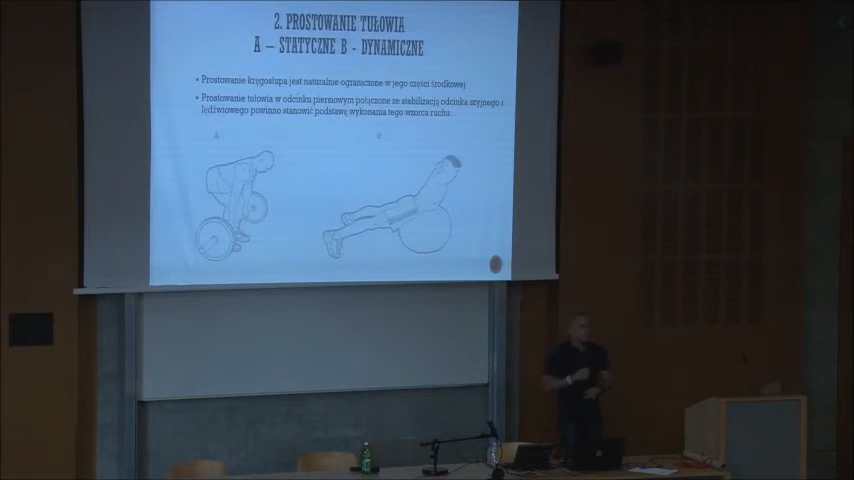 2. PROSTOWANIE TUŁOWIA
A – STATYCZNE B - DYNAMICZNE
• Prostowanie kręgosłupa jest naturalnie ograniczone w jego części środkowej
• Prostowanie tułowia w odcinku piersiowym połączone ze stabilizacją odcinka szyjnego i
lędźwiowego powinno stanowić podstawę wykonania tego wzorca ruchu
A
B